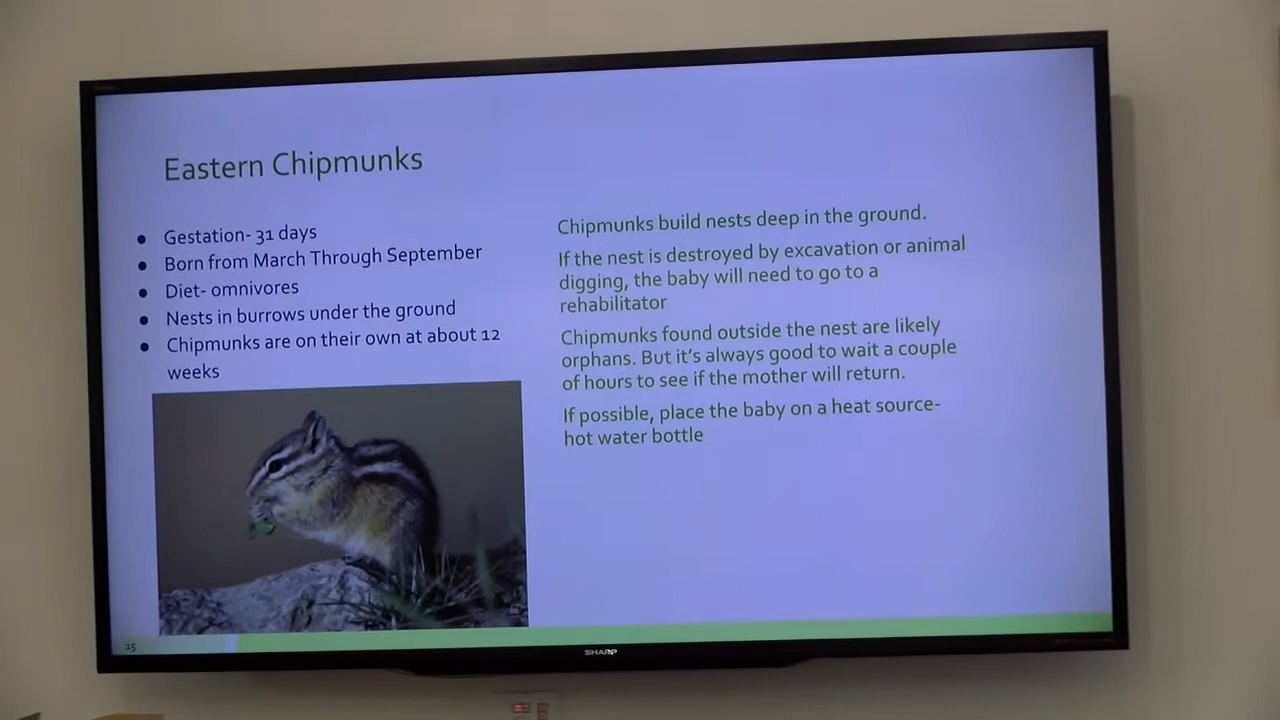 Eastern Chipmunks
● Gestation- 31 days
● Born from March Through September
● Diet- omnivores
● Nests in burrows under the ground
● Chipmunks are on their own at about 12
weeks
Chipmunks build nests deep in the ground.
If the nest is destroyed by excavation or animal
digging, the baby will need to go to a
rehabilitator
Chipmunks found outside the nest are likely
orphans. But it's always good to wait a couple
of hours to see if the mother will return.
If possible, place the baby on a heat source-
hot water bottle
SHARP